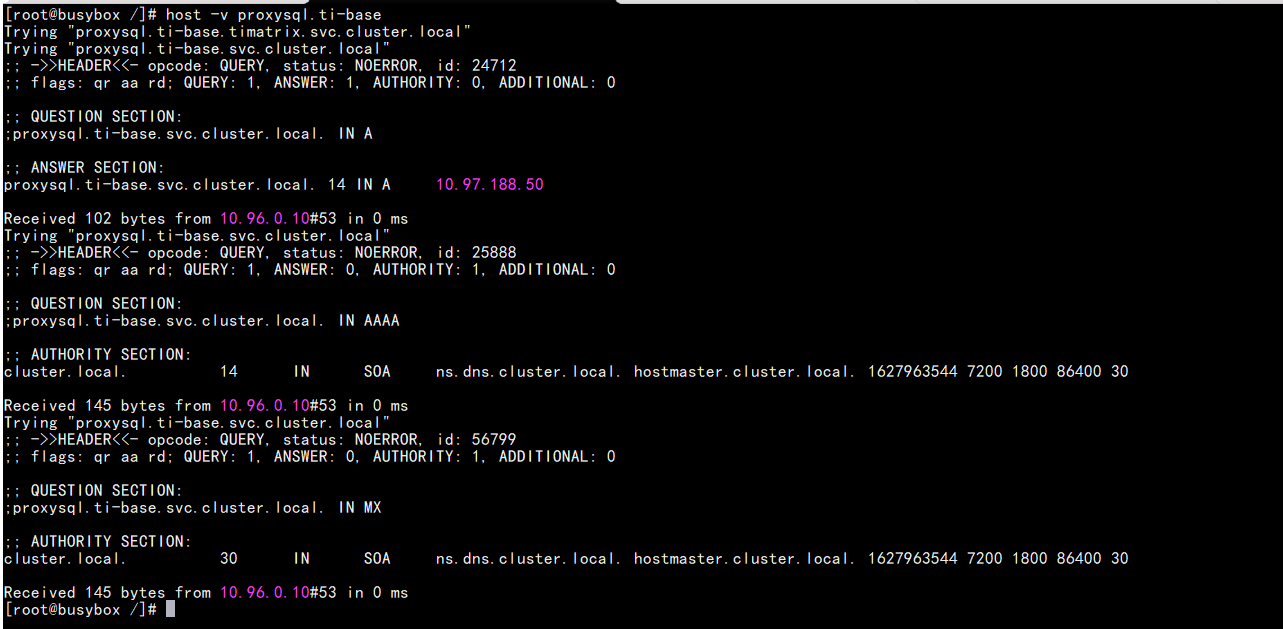 [root@busybox /]# host -v proxysql.ti-base
Trying "proxysql.ti-base.timatrix.svc.cluster.local"
Trying "proxysql.ti-base.svc.cluster.local"
;; ->>HEADER<<- opcode: QUERY, status: NOERROR, id: 24712
;; flags: qr aa rd; QUERY: 1, ANSWER: 1, AUTHORITY: 0, ADDITIONAL: 0
;; QUESTION SECTION:
;proxysql.ti-base.svc.cluster.local. IN A
;; ANSWER SECTION:
proxysql.ti-base.svc.cluster.local. 14 IN A 10.97.188.50
Received 102 bytes from 10.96.0.10#53 in 0 ms
Trying "proxysql.ti-base.svc.cluster.local"
;; ->>HEADER<<- opcode: QUERY, status: NOERROR, id: 25888
;; flags: qr aa rd; QUERY: 1, ANSWER: 0, AUTHORITY: 1, ADDITIONAL: 0
;; QUESTION SECTION:
;proxysql.ti-base.svc.cluster.local. IN AAAA
;; AUTHORITY SECTION:
cluster.local. 14 IN SOA ns.dns.cluster.local. hostmaster.cluster.local. 1627963544 7200 1800 86400 30
Received 145 bytes from 10.96.0.10#53 in 0 ms
Trying "proxysql.ti-base.svc.cluster.local"
;; ->>HEADER<<- opcode: QUERY, status: NOERROR, id: 56799
;; flags: qr aa rd; QUERY: 1, ANSWER: 0, AUTHORITY: 1, ADDITIONAL: 0
;; QUESTION SECTION:
;proxysql.ti-base.svc.cluster.local. IN MX
;; AUTHORITY SECTION:
cluster.local. 30 IN SOA ns.dns.cluster.local. hostmaster.cluster.local. 1627963544 7200 1800 86400 30
Received 145 bytes from 10.96.0.10#53 in 0 ms
[root@busybox /]#